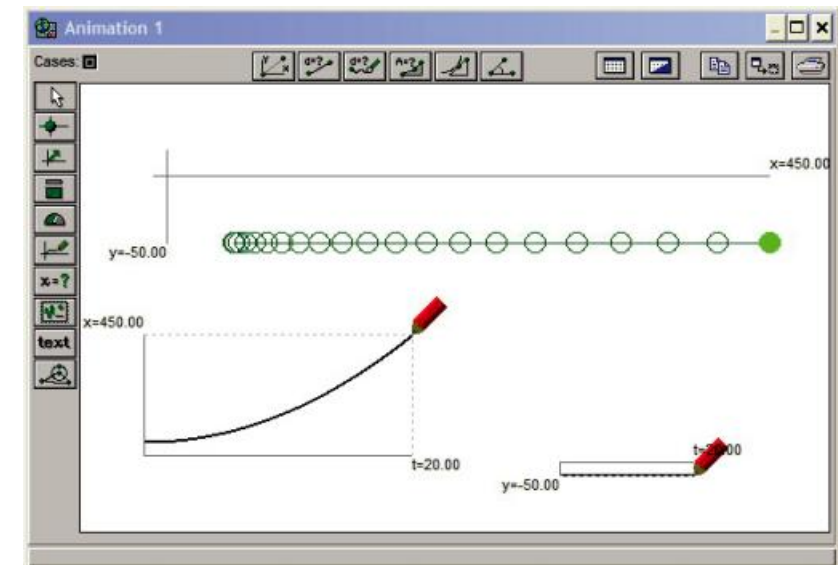 Animation 1
Cases:
x=450.00
y=-50.00
x=450.00
x=?
text
t=20.00
y=-50.00